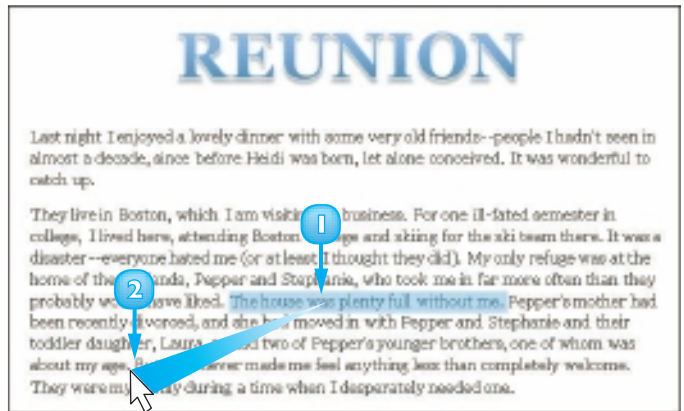 REUNION
Last night I enjoyed a lovely dinner with some very old friends--people I hadn't seen in
almost a decade, since before Heidi was born, let alone conceived. It was wonderful to
catch up.
They live in Boston, which I am visiting business. For one ill-fated semester in
college, I lived here, attending Boston and skiing for the ski team there. It was a
disaster--everyone hated me (or at least, I thought they did). My only refuge was at the
home of these Pepper and Stephanie, who took me in far more often than they
probably have liked. The house was plenty full without me. Pepper's mother had
been recently divorced, and she had moved in with Pepper and Stephanie and their
toddler daughter, Laura, two of Pepper's younger brothers, one of whom was
about my age. never made me feel anything less than completely welcome.
They were my during a time when I desperately needed one.
1
2